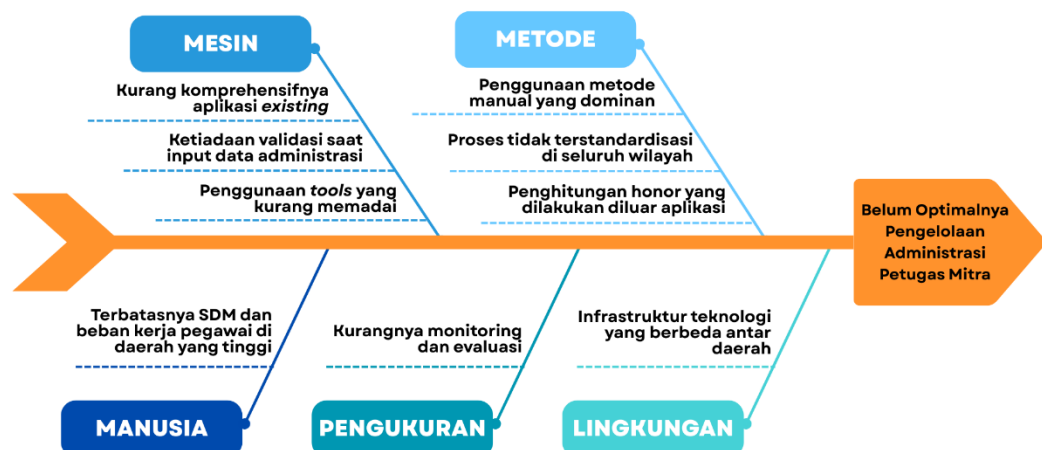 MESIN
Kurang komprehensifnya
aplikasi existing
Ketiadaan validasi saat
input data administrasi
Penggunaan tools yang
kurang memadai
METODE
Penggunaan metode
manual yang dominan
Proses tidak terstandardisasi
di seluruh wilayah
Penghitungan honor yang
dilakukan diluar aplikasi
Belum Optimalnya
Pengelolaan
Administrasi
Petugas Mitra
Terbatasnya SDM dan
beban kerja pegawai di
daerah yang tinggi
MANUSIA
Kurangnya monitoring
dan evaluasi
PENGUKURAN
Infrastruktur teknologi
yang berbeda antar
daerah
LINGKUNGAN